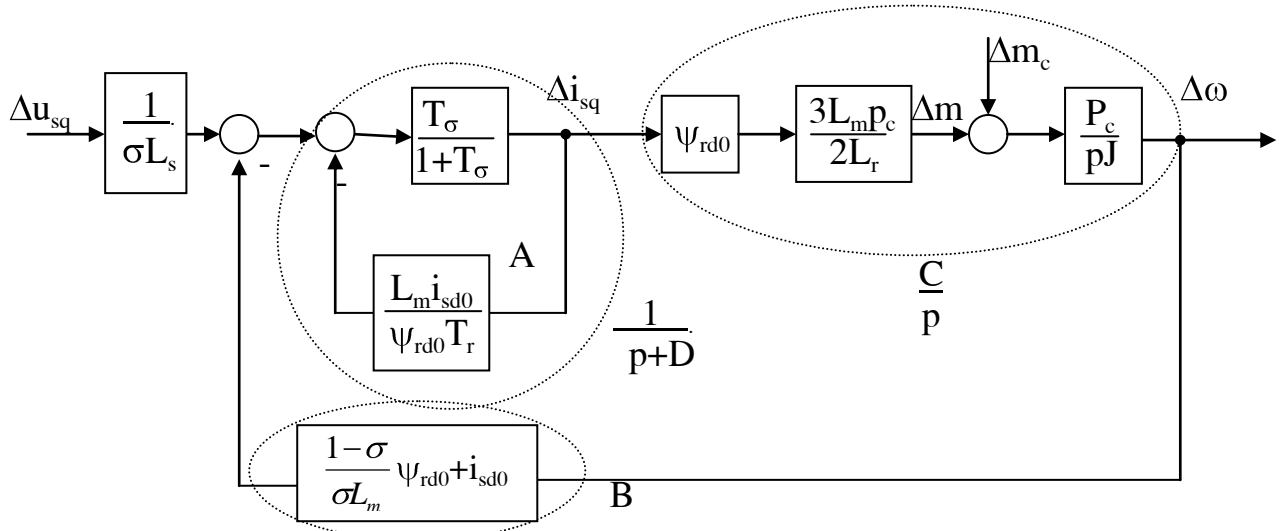 Δu_sq
1/σL_s
-
-
T_σ/1+T_σ
Δi_sq
ψ_rd0
3L_m p_c/2L_r
Δm
Δm_c
P_c/pJ
Δω
A
L_m i_sd0/ψ_rd0 T_r
1/p+D
C/p
1-σ/σL_m ψ_rd0+i_sd0
B